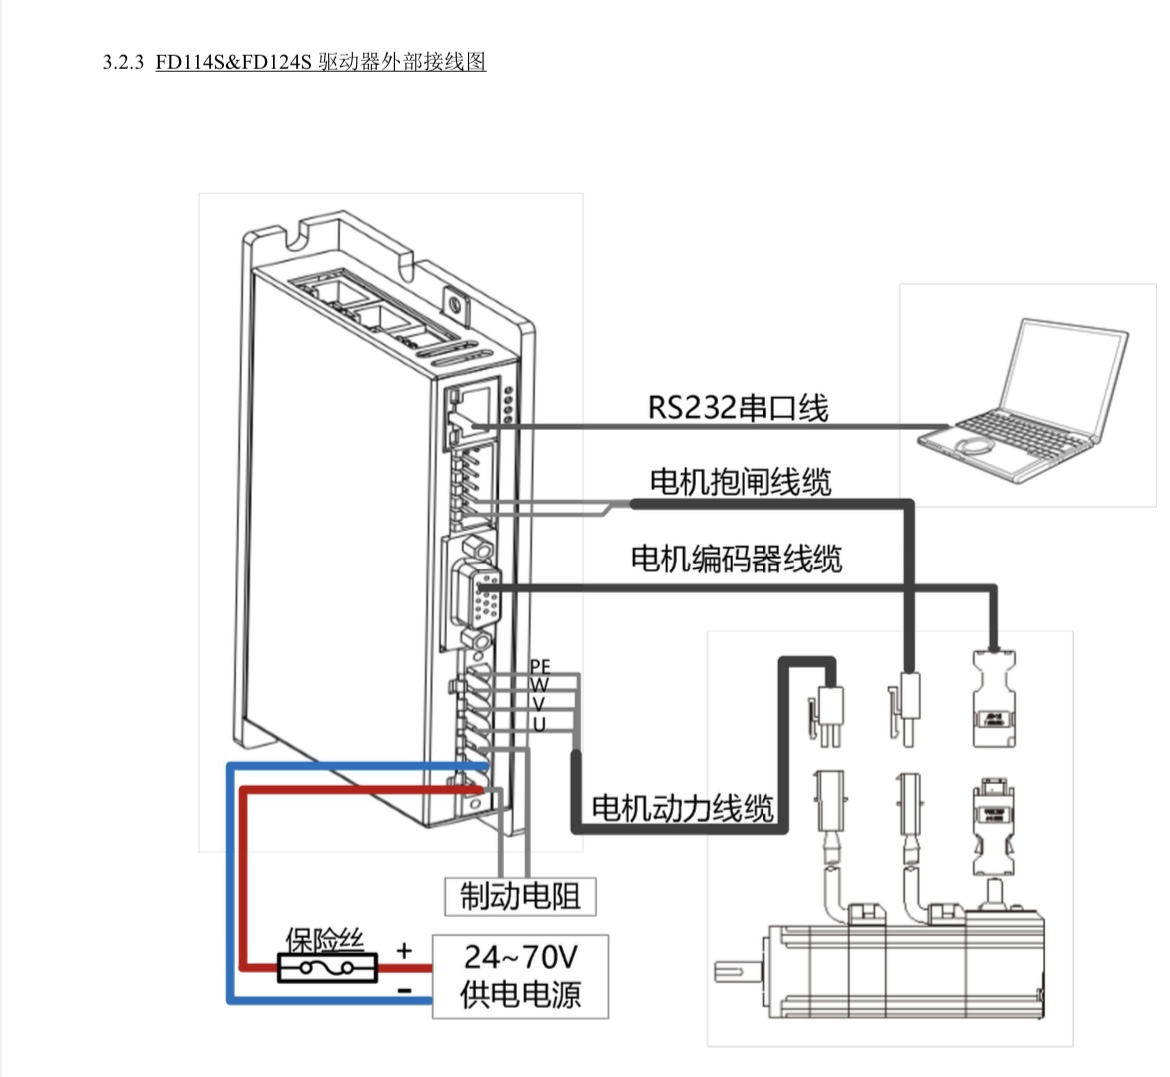 3.2.3 FD114S&FD124S 驱动器外部接线图
RS232串口线
电机抱闸线缆
电机编码器线缆
PE
W
V
U
电机动力线缆
制动电阻
保险丝
+
24~70V
供电电源
-